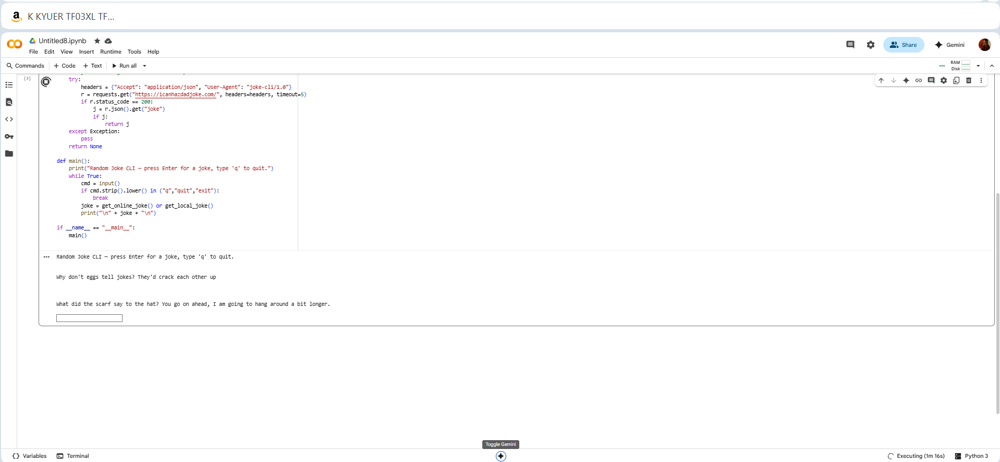 K KYUER TF03XL TF...
Untitled8.ipynb
File Edit View Insert Runtime Tools Help
Share
Gemini
Commands + Code + Text Run all
RAM
Disk
[3]
try:
headers = {"Accept": "application/json", "User-Agent": "joke-cli/1.0"}
r = requests.get("https://icanhazdadjoke.com/", headers=headers, timeout=5)
if r.status_code == 200:
j = r.json().get("joke")
if j:
return j
except Exception:
pass
return None
def main():
print("Random Joke CLI — press Enter for a joke, type 'q' to quit.")
while True:
cmd = input()
if cmd.strip().lower() in ("q","quit","exit"):
break
joke = get_online_joke() or get_local_joke()
print("\n" + joke + "\n")
if __name__ == "__main__":
main()
Random Joke CLI — press Enter for a joke, type 'q' to quit.
Why don't eggs tell jokes? They'd crack each other up
What did the scarf say to the hat? You go on ahead, I am going to hang around a bit longer.
Toggle Gemini
Variables Terminal
Executing (1m 16s) Python 3